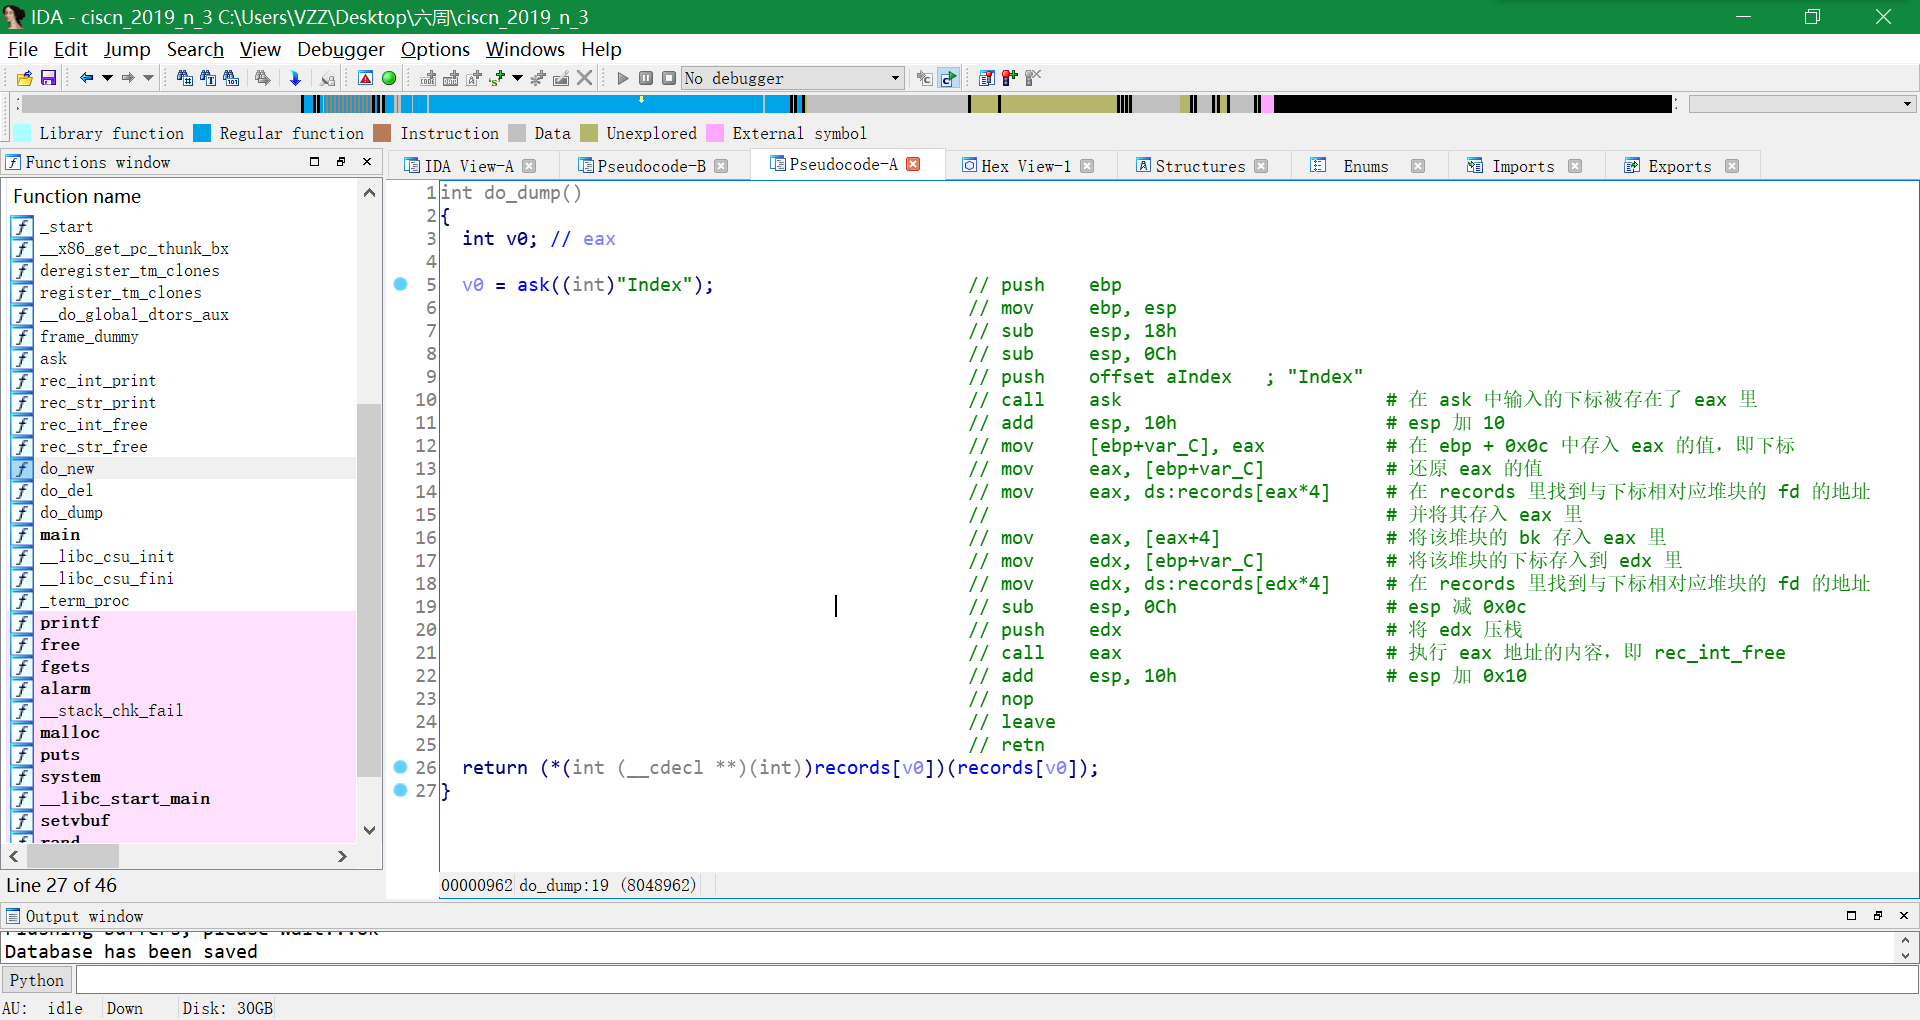 IDA - ciscn_2019_n_3 C:\Users\VZZ\Desktop\六周\ciscn_2019_n_3
File Edit Jump Search View Debugger Options Windows Help
No debugger
Library function Regular function Instruction Data Unexplored External symbol
Functions window
IDA View-A Pseudocode-B Pseudocode-A Hex View-1 Structures Enums Imports Exports
Function name
_start
__x86_get_pc_thunk_bx
deregister_tm_clones
register_tm_clones
__do_global_dtors_aux
frame_dummy
ask
rec_int_print
rec_str_print
rec_int_free
rec_str_free
do_new
do_del
do_dump
main
__libc_csu_init
__libc_csu_fini
_term_proc
printf
free
fgets
alarm
__stack_chk_fail
malloc
puts
system
__libc_start_main
setvbuf
rand
Line 27 of 46
1 int do_dump()
2 {
3 int v0; // eax
4
5 v0 = ask((int)"Index"); // push ebp
6 // mov ebp, esp
7 // sub esp, 18h
8 // sub esp, 0Ch
9 // push offset aIndex ; "Index"
10 // call ask # 在 ask 中输入的下标被存在了 eax 里
11 // add esp, 10h # esp 加 10
12 // mov [ebp+var_C], eax # 在 ebp + 0x0c 中存入 eax 的值，即下标
13 // mov eax, [ebp+var_C] # 还原 eax 的值
14 // mov eax, ds:records[eax*4] # 在 records 里找到与下标相对应堆块的 fd 的地址
15 // # 并将其存入 eax 里
16 // mov eax, [eax+4] # 将该堆块的 bk 存入 eax 里
17 // mov edx, [ebp+var_C] # 将该堆块的下标存入到 edx 里
18 // mov edx, ds:records[edx*4] # 在 records 里找到与下标相对应堆块的 fd 的地址
19 // sub esp, 0Ch # esp 减 0x0c
20 // push edx # 将 edx 压栈
21 // call eax # 执行 eax 地址的内容，即 rec_int_free
22 // add esp, 10h # esp 加 0x10
23 // nop
24 // leave
25 // retn
26 return (*(int (__cdecl **)(int))records[v0])(records[v0]);
27 }
00000962 do_dump:19 (8048962)
Output window
Flushing buffers, please wait...ok
Database has been saved
Python
AU: idle Down Disk: 30GB